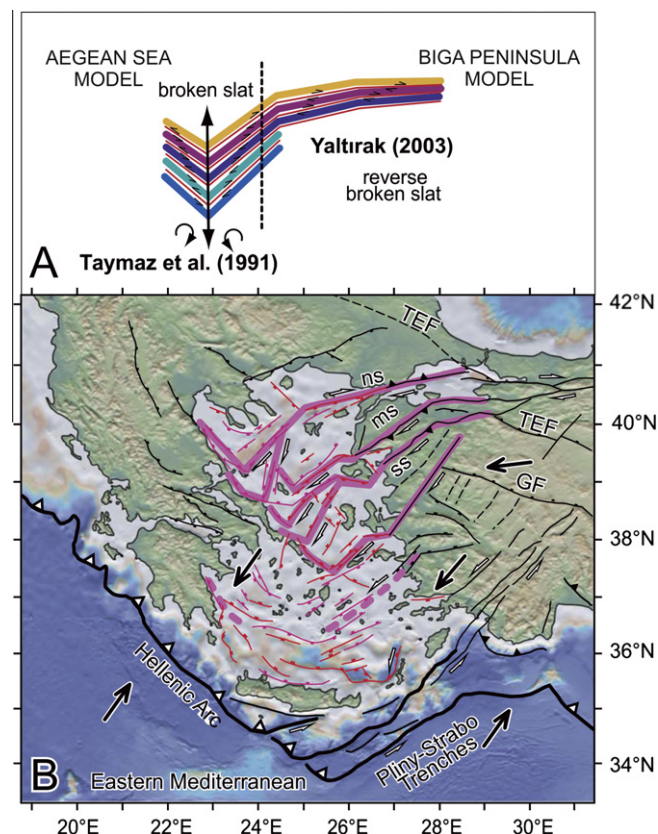 AEGEAN SEA
MODEL
broken slat
BIGA PENINSULA
MODEL
Yaltırak (2003)
reverse
broken slat
Taymaz et al. (1991)
A
42°N
TEF
ns
ms
40°N
TEF
ss
GF
38°N
36°N
Hellenic Arc
Pliny-Strabo
Trenches
34°N
B
Eastern Mediterranean
20°E 22°E 24°E 26°E 28°E 30°E